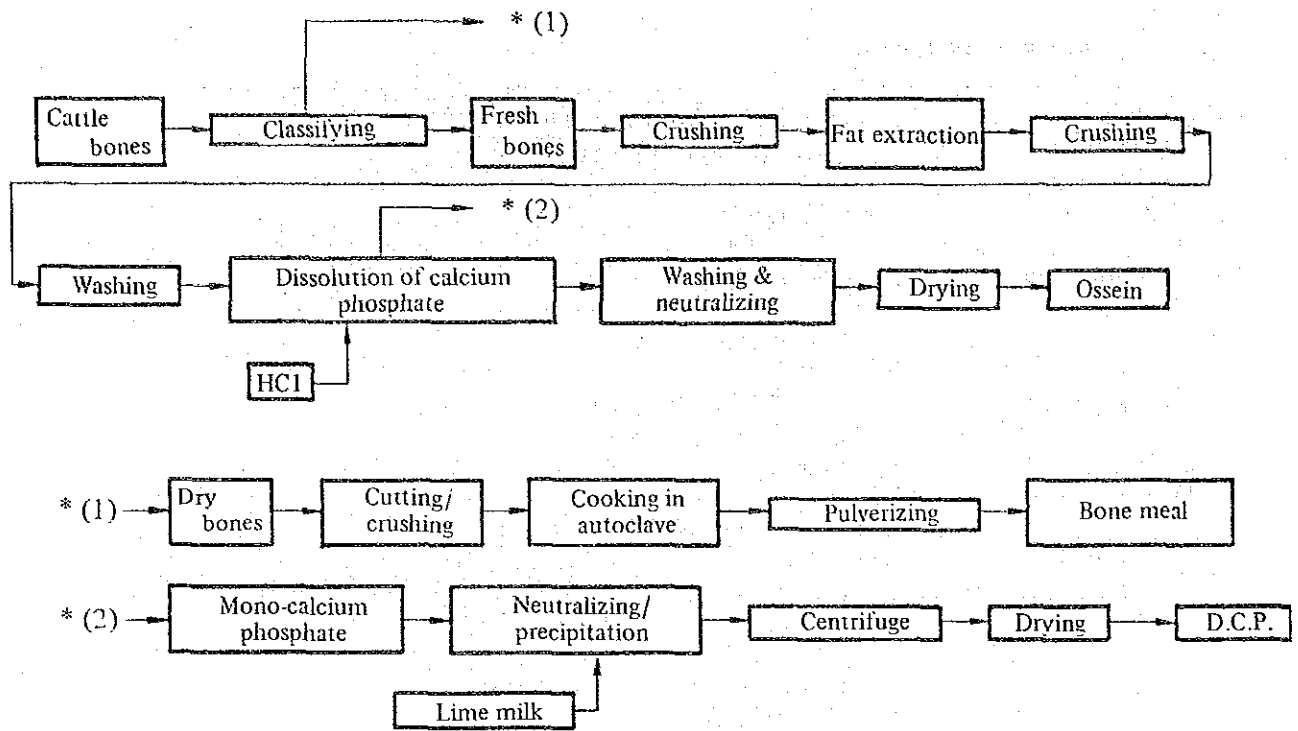 * (1)
Cattle
bones
Classifying
Fresh
bones
Crushing
Fat extraction
Crushing
* (2)
Washing
Dissolution of calcium
phosphate
Washing &
neutralizing
Drying
Ossein
HCl
* (1)
Dry
bones
Cutting/
crushing
Cooking in
autoclave
Pulverizing
Bone meal
* (2)
Mono-calcium
phosphate
Neutralizing/
precipitation
Centrifuge
Drying
D.C.P.
Lime milk